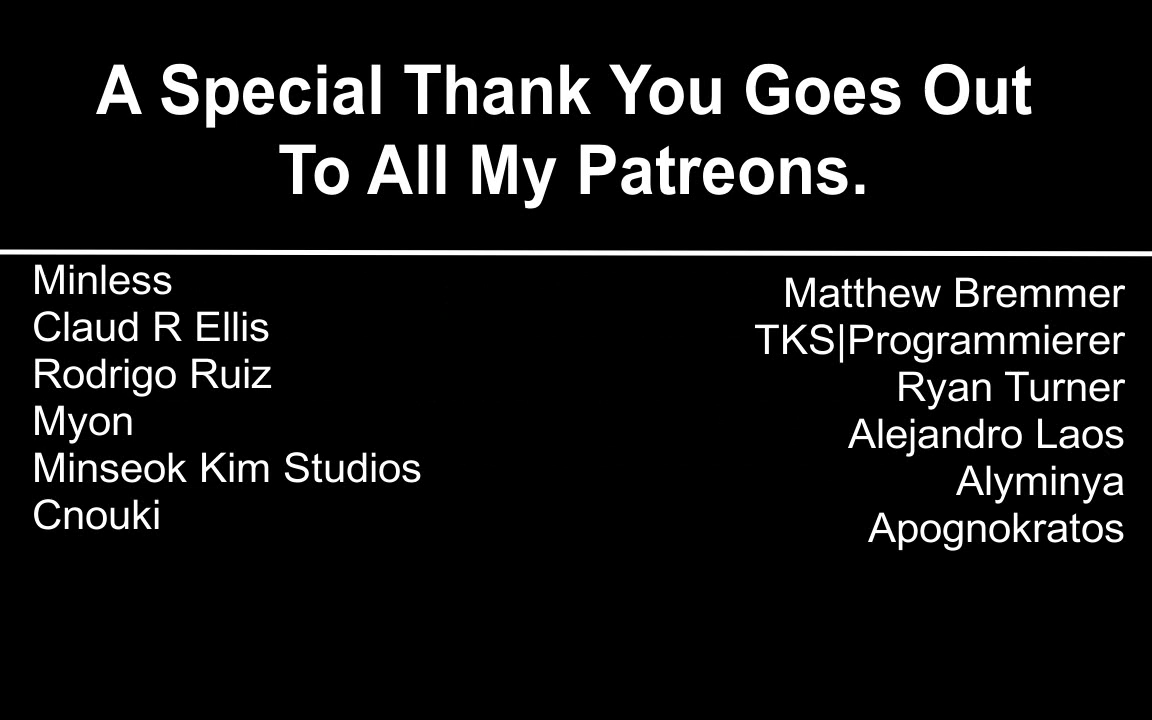 A Special Thank You Goes Out
To All My Patreons.
Minless
Claud R Ellis
Rodrigo Ruiz
Myon
Minseok Kim Studios
Cnouki
Matthew Bremmer
TKS|Programmierer
Ryan Turner
Alejandro Laos
Alyminya
Apognokratos